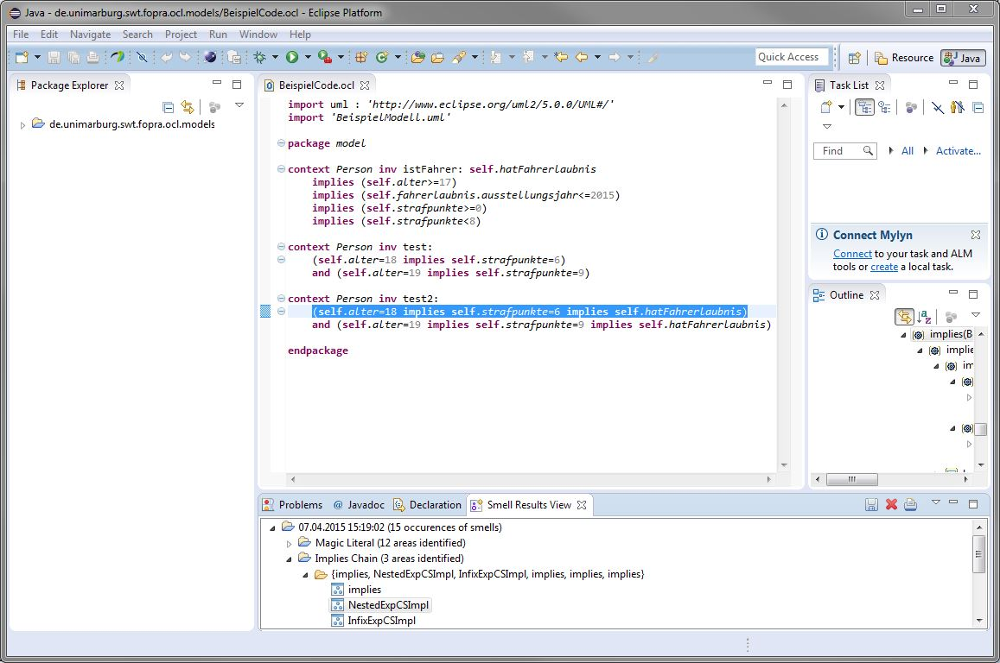 Java - de.unimarburg.swt.fopra.ocl.models/BeispielCode.ocl - Eclipse Platform
File Edit Navigate Search Project Run Window Help
Quick Access Resource Java
Package Explorer
de.unimarburg.swt.fopra.ocl.models
BeispielCode.ocl
import uml : 'http://www.eclipse.org/uml2/5.0.0/UML#/'
import 'BeispielModell.uml'
package model
context Person inv istFahrer: self.hatFahrerlaubnis
implies (self.alter>=17)
implies (self.fahrerlaubnis.ausstellungsjahr<=2015)
implies (self.strafpunkte>=0)
implies (self.strafpunkte<8)
context Person inv test:
(self.alter=18 implies self.strafpunkte=6)
and (self.alter=19 implies self.strafpunkte=9)
context Person inv test2:
(self.alter=18 implies self.strafpunkte=6 implies self.hatFahrerlaubnis)
and (self.alter=19 implies self.strafpunkte=9 implies self.hatFahrerlaubnis)
endpackage
Task List
Find All Activate...
Connect Mylyn
Connect to your task and ALM
tools or create a local task.
Outline
implies(B
implie
im
Problems @ Javadoc Declaration Smell Results View
07.04.2015 15:19:02 (15 occurences of smells)
Magic Literal (12 areas identified)
Implies Chain (3 areas identified)
{implies, NestedExpCSImpl, InfixExpCSImpl, implies, implies, implies}
implies
NestedExpCSImpl
InfixExpCSImpl